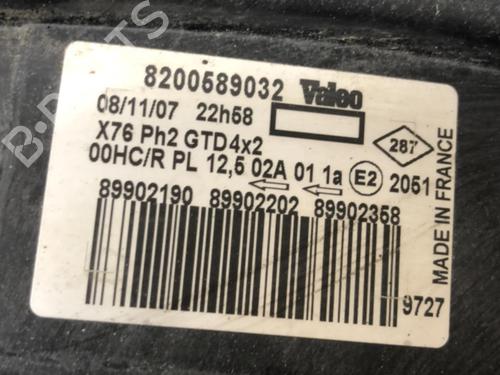 8200589032 Valeo
08/11/07 22h58
287
X76 Ph2 GTD4x2
00HC/R PL 12,5 02A 01 1a E2 2051
89902190 89902202 89902358
9727
MADE IN FRANCE
B-PARTS